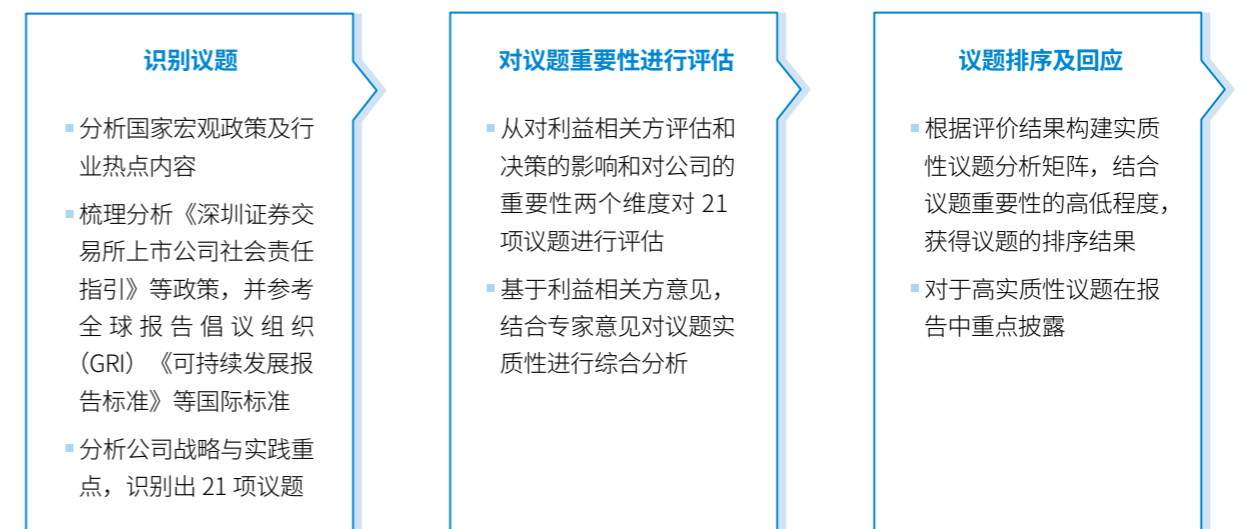 识别议题
分析国家宏观政策及行
业热点内容
梳理分析《深圳证券交
易所上市公司社会责任
指引》等政策，并参考
全球报告倡议组织
（GRI）《可持续发展报
告标准》等国际标准
分析公司战略与实践重
点，识别出 21 项议题
对议题重要性进行评估
从对利益相关方评估和
决策的影响和对公司的
重要性两个维度对 21
项议题进行评估
基于利益相关方意见，
结合专家意见对议题实
质性进行综合分析
议题排序及回应
根据评价结果构建实质
性议题分析矩阵，结合
议题重要性的高低程度，
获得议题的排序结果
对于高实质性议题在报
告中重点披露